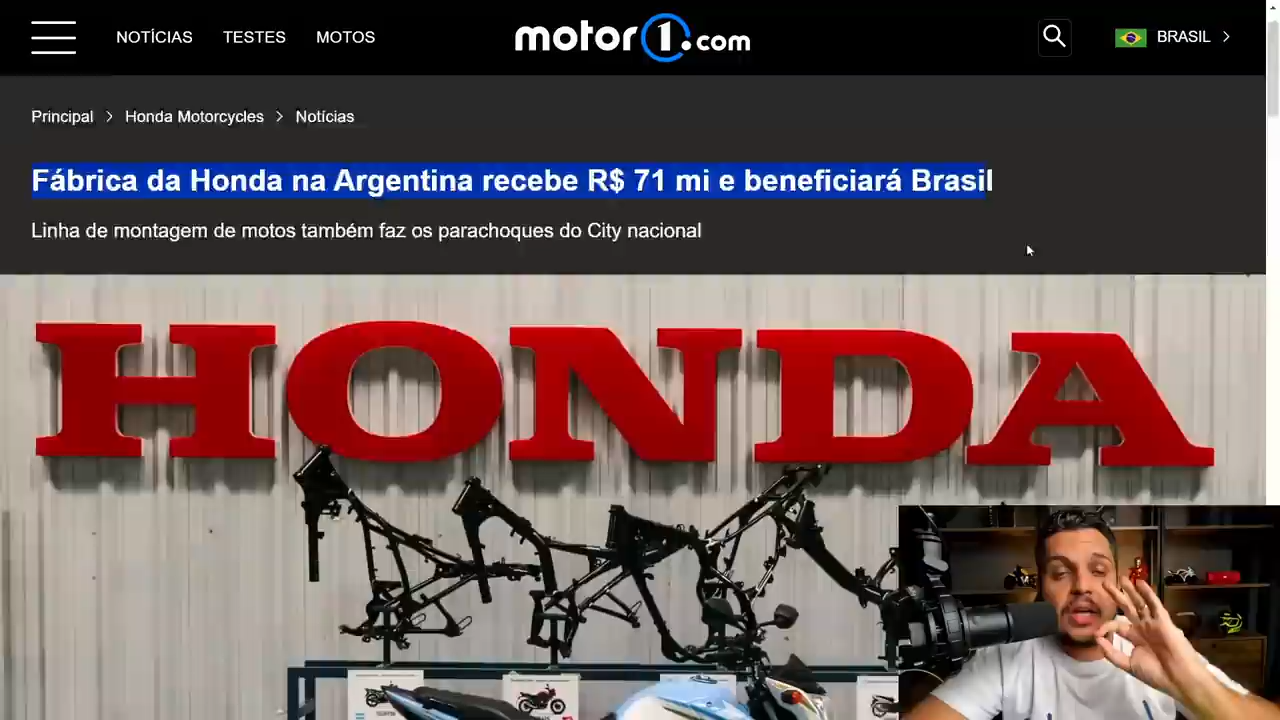 NOTÍCIAS TESTES MOTOS motor1.com BRASIL
Principal > Honda Motorcycles > Notícias
Fábrica da Honda na Argentina recebe R$ 71 mi e beneficiará Brasil
Linha de montagem de motos também faz os parachoques do City nacional
HONDA